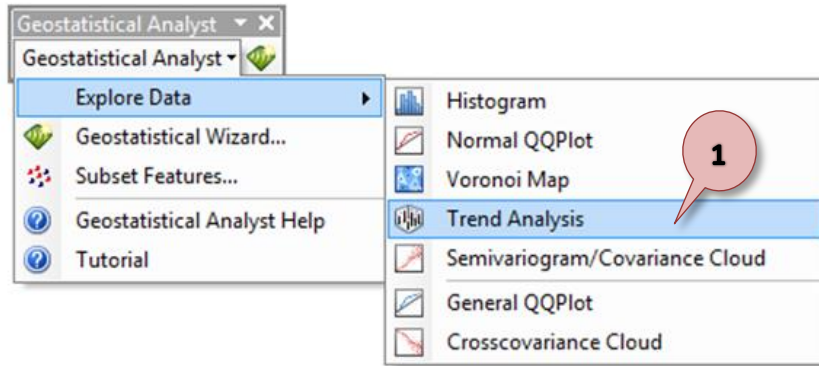 Geostatistical Analyst
Geostatistical Analyst
Explore Data
Geostatistical Wizard...
Subset Features...
Geostatistical Analyst Help
Tutorial
Histogram
Normal QQPlot
Voronoi Map
Trend Analysis
Semivariogram/Covariance Cloud
General QQPlot
Crosscovariance Cloud
1